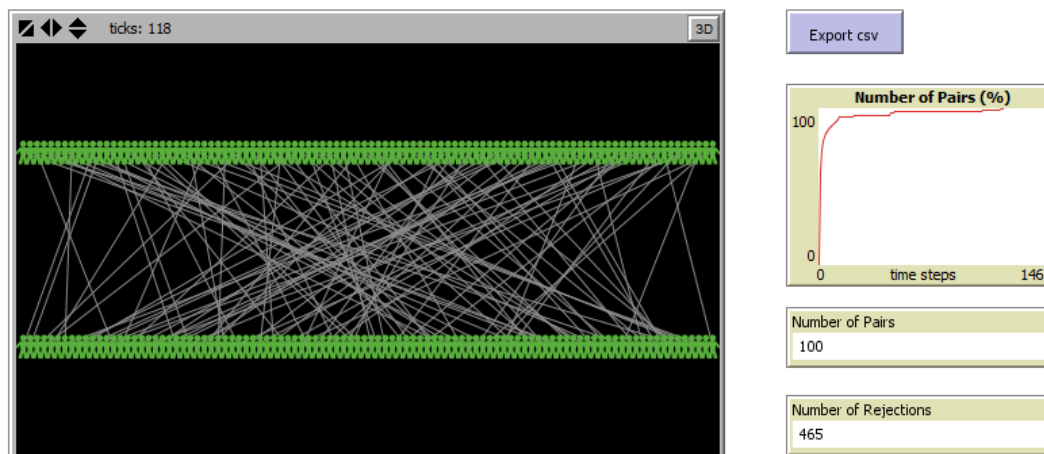 ticks: 118
3D
Export csv
Number of Pairs (%)
100
0
0
time steps
146
Number of Pairs
100
Number of Rejections
465